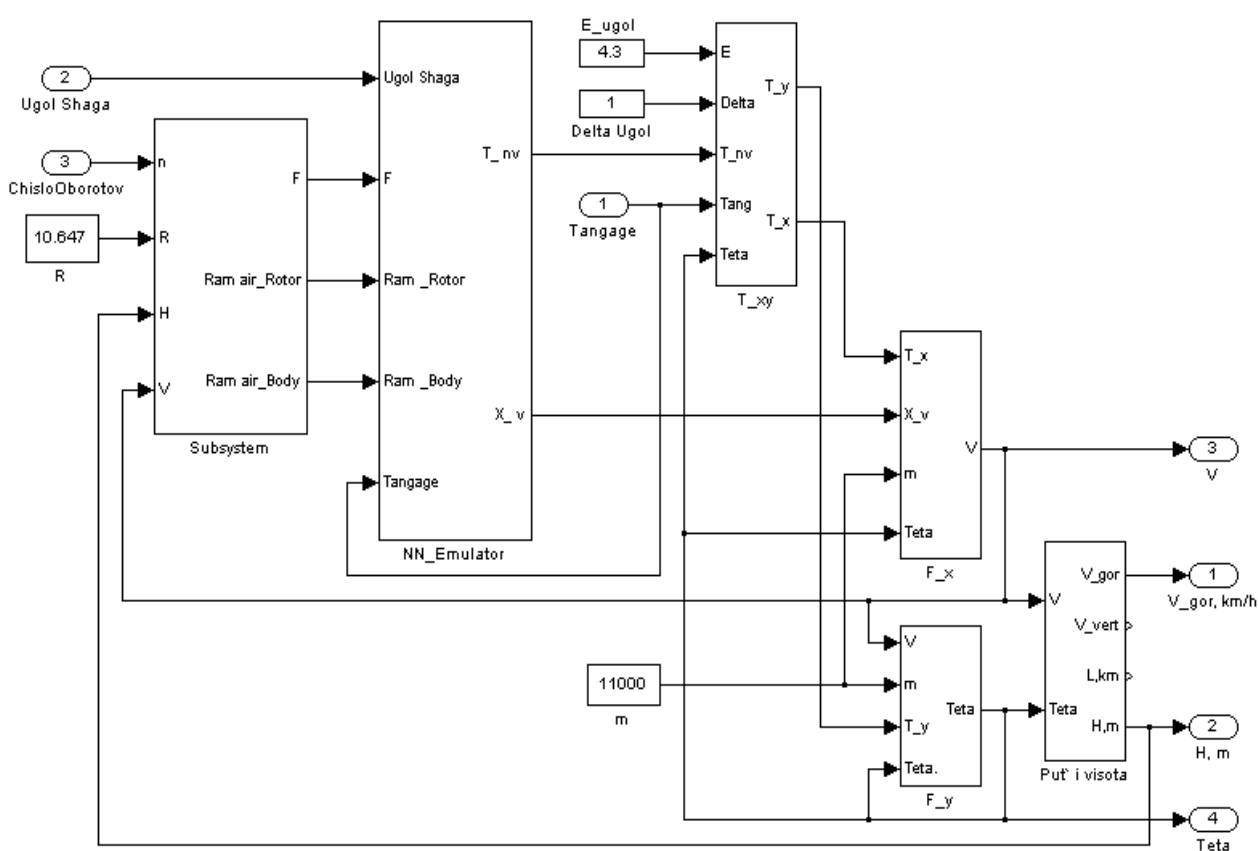 E_ugol
4.3
E
2
Ugol Shaga
Ugol Shaga
T_y
1
Delta
Delta Ugol
3
n
ChisloOborotov
F
F
T_nv
T_nv
1
Tang
Tangage
T_x
10.647
R
R
Teta
Ram air_Rotor
Ram _Rotor
T_xy
H
T_x
Ram air_Body
Ram _Body
V
X_v
X_v
Subsystem
V
3
V
m
Tangage
Teta
NN_Emulator
F_x
V_gor
1
V_gor, km/h
V
V_vert
V
11000
m
m
L,km
Teta
Teta
T_y
H,m
2
H, m
Teta.
Put` i visota
F_y
4
Teta